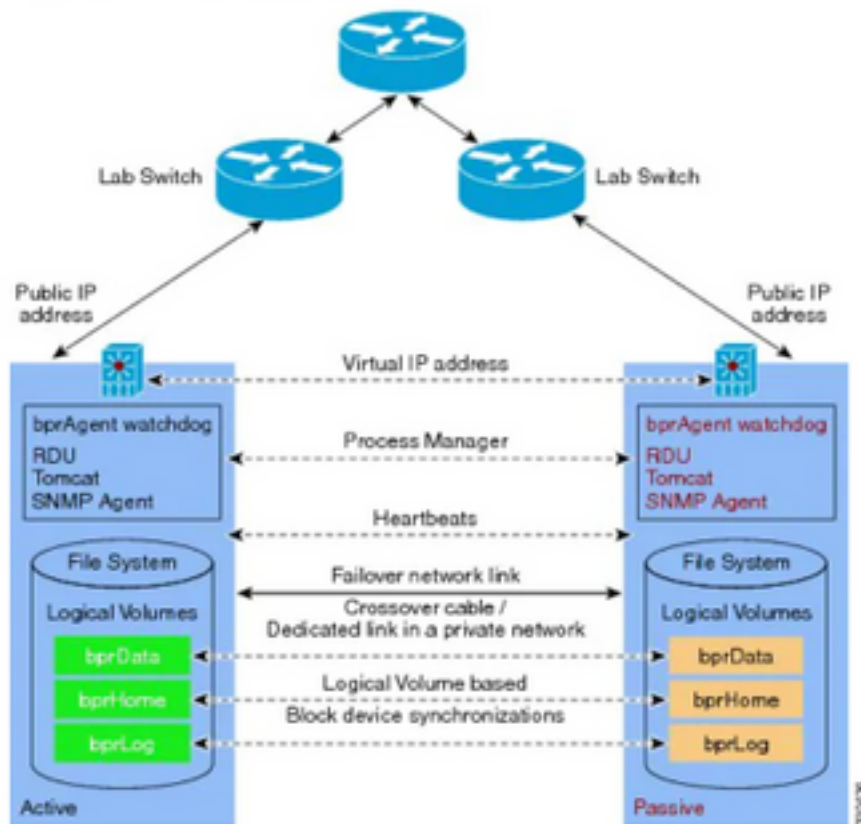 Lab Switch
Lab Switch
Public IP
address
Public IP
address
Virtual IP address
bprAgent watchdog
RDU
Tomcat
SNMP Agent
Process Manager
bprAgent watchdog
RDU
Tomcat
SNMP Agent
Heartbeats
File System
Failover network link
File System
Logical Volumes
Crossover cable /
Dedicated link in a private network
Logical Volumes
bprData
bprData
bprHome
Logical Volume based
bprHome
Block device synchronizations
bprLog
bprLog
Active
Passive